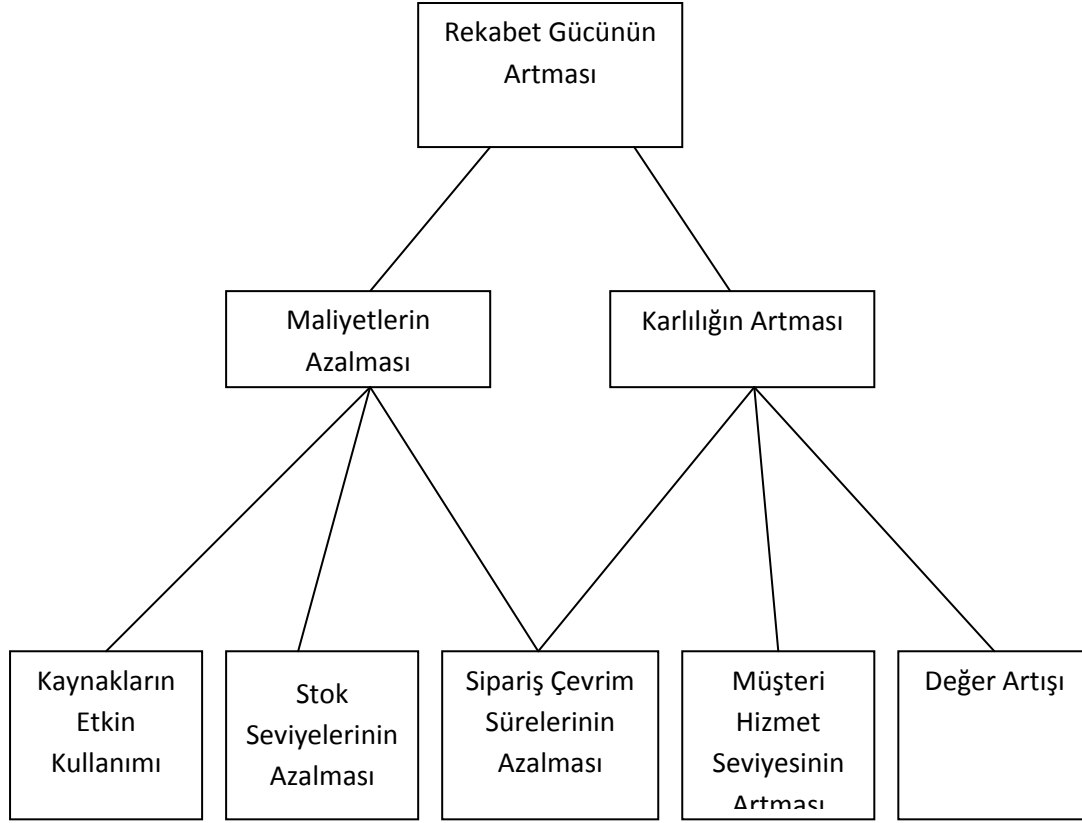 Rekabet Gücünün
Artması
Maliyetlerin
Azalması
Karlılığın Artması
Kaynakların
Etkin
Kullanımı
Stok
Seviyelerinin
Azalması
Sipariş Çevrim
Sürelerinin
Azalması
Müşteri
Hizmet
Seviyesinin
Artması
Değer Artışı